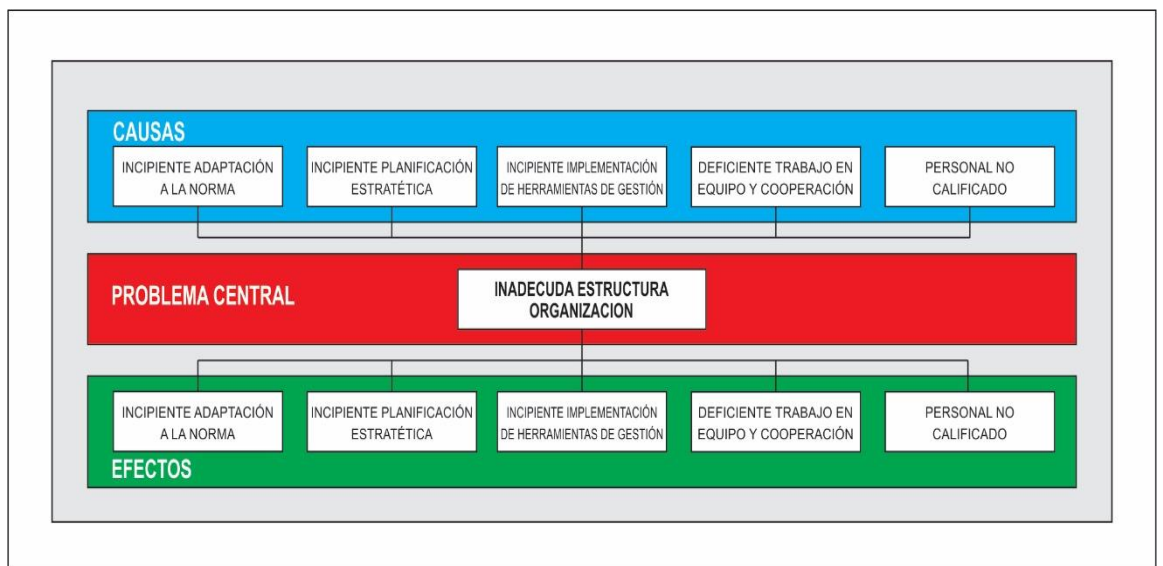 CAUSAS
INCIPIENTE ADAPTACIÓN
A LA NORMA
INCIPIENTE PLANIFICACIÓN
ESTRATÉTICA
INCIPIENTE IMPLEMENTACIÓN
DE HERRAMIENTAS DE GESTIÓN
DEFICIENTE TRABAJO EN
EQUIPO Y COOPERACIÓN
PERSONAL NO
CALIFICADO
PROBLEMA CENTRAL
INADECUDA ESTRUCTURA
ORGANIZACION
INCIPIENTE ADAPTACIÓN
A LA NORMA
INCIPIENTE PLANIFICACIÓN
ESTRATÉTICA
INCIPIENTE IMPLEMENTACIÓN
DE HERRAMIENTAS DE GESTIÓN
DEFICIENTE TRABAJO EN
EQUIPO Y COOPERACIÓN
PERSONAL NO
CALIFICADO
EFECTOS